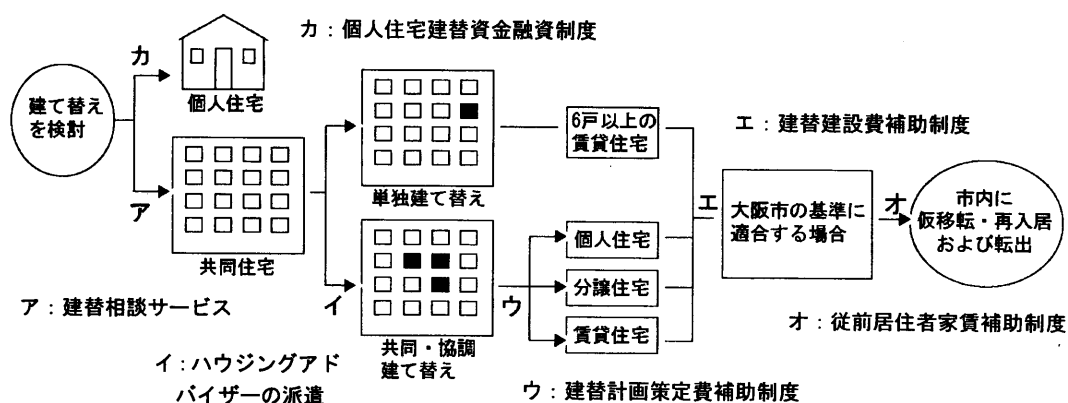 カ：個人住宅建替資金融資制度
カ
個人住宅
建て替え
を検討
ア
共同住宅
ア：建替相談サービス
単独建て替え
イ
共同・協調
建て替え
イ：ハウジングアド
バイザーの派遣
6戸以上の
賃貸住宅
ウ
個人住宅
分譲住宅
賃貸住宅
ウ：建替計画策定費補助制度
エ：建替建設費補助制度
エ
大阪市の基準に
適合する場合
オ
市内に
仮移転・再入居
および転出
オ：従前居住者家賃補助制度